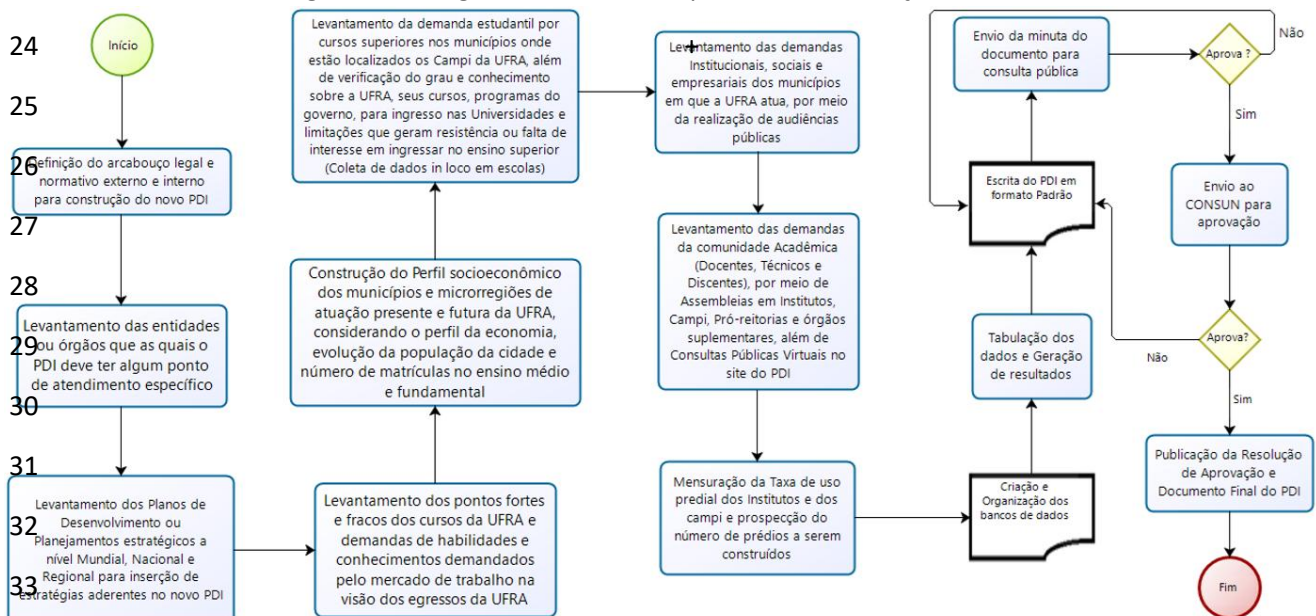 24
25
26
27
28
29
30
31
32
33
Início
Definição do arcabouço legal e
normativo externo e interno
para construção do novo PDI
Levantamento das entidades
ou órgãos que as quais o
PDI deve ter algum ponto
de atendimento específico
Levantamento dos Planos de
Desenvolvimento ou
Planejamentos estratégicos a
nível Mundial, Nacional e
Regional para inserção de
estratégias aderentes no novo PDI
Levantamento dos pontos fortes
e fracos dos cursos da UFRA e
demandas de habilidades e
conhecimentos demandados
pelo mercado de trabalho na
visão dos egressos da UFRA
Construção do Perfil socioeconômico
dos municípios e microrregiões de
atuação presente e futura da UFRA,
considerando o perfil da economia,
evolução da população da cidade e
número de matrículas no ensino médio
e fundamental
Levantamento da demanda estudantil por
cursos superiores nos municípios onde
estão localizados os Campi da UFRA, além
de verificação do grau e conhecimento
sobre a UFRA, seus cursos, programas do
governo, para ingresso nas Universidades e
limitações que geram resistência ou falta de
interesse em ingressar no ensino superior
(Coleta de dados in loco em escolas)
Levantamento das demandas
Institucionais, sociais e
empresariais dos municípios
em que a UFRA atua, por meio
da realização de audiências
públicas
Levantamento das demandas
da comunidade Acadêmica
(Docentes, Técnicos e
Discentes), por meio de
Assembleias em Institutos,
Campi, Pró-reitorias e órgãos
suplementares, além de
Consultas Públicas Virtuais no
site do PDI
Mensuração da Taxa de uso
predial dos Institutos e dos
campi e prospecção do
número de prédios a serem
construídos
Criação e
Organização dos
bancos de dados
Tabulação dos
dados e Geração
de resultados
Escrita do PDI em
formato Padrão
Envio da minuta do
documento para
consulta pública
Aprova ?
Não
Sim
Envio ao
CONSUN para
aprovação
Aprova?
Não
Sim
Publicação da Resolução
de Aprovação e
Documento Final do PDI
Fim